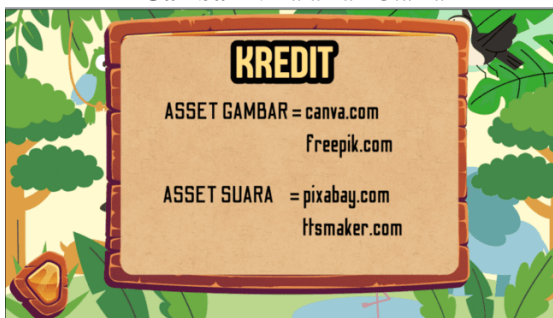 KREDIT
ASSET GAMBAR = canva.com
freepik.com
ASSET SUARA = pixabay.com
ttsmaker.com